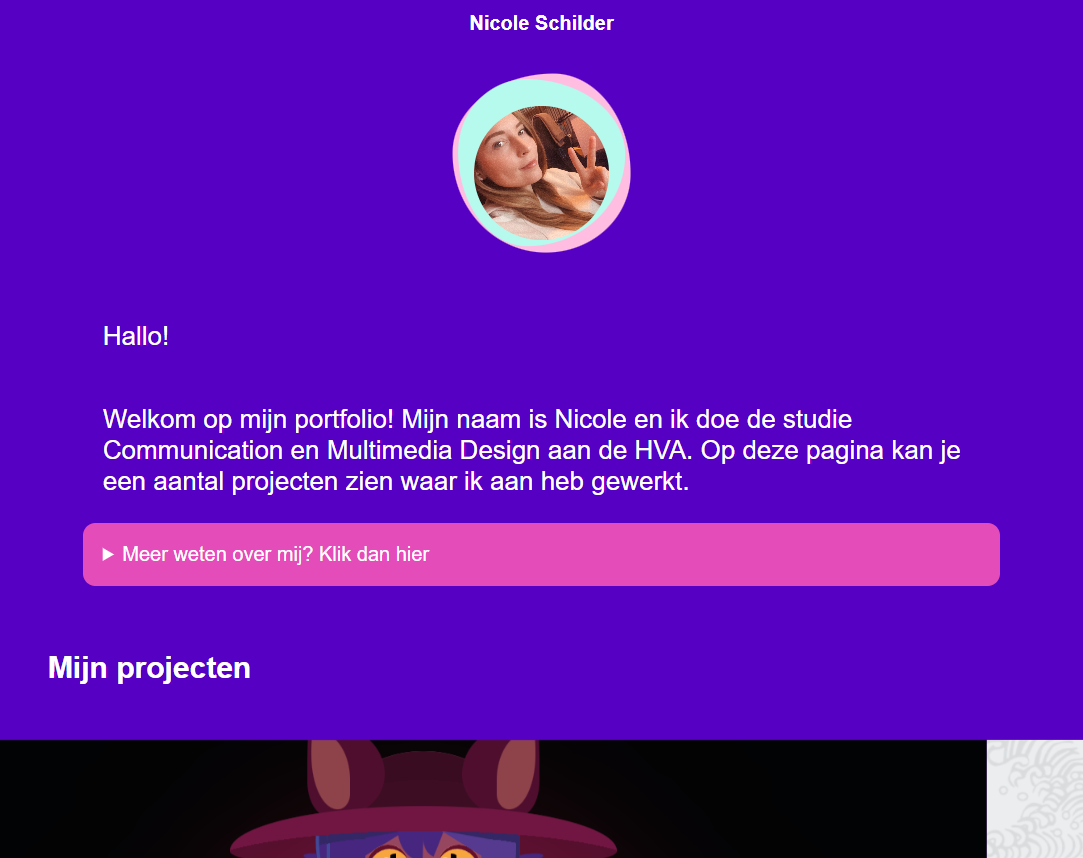 Nicole Schilder
Hallo!
Welkom op mijn portfolio! Mijn naam is Nicole en ik doe de studie
Communication en Multimedia Design aan de HVA. Op deze pagina kan je
een aantal projecten zien waar ik aan heb gewerkt.
Meer weten over mij? Klik dan hier
Mijn projecten